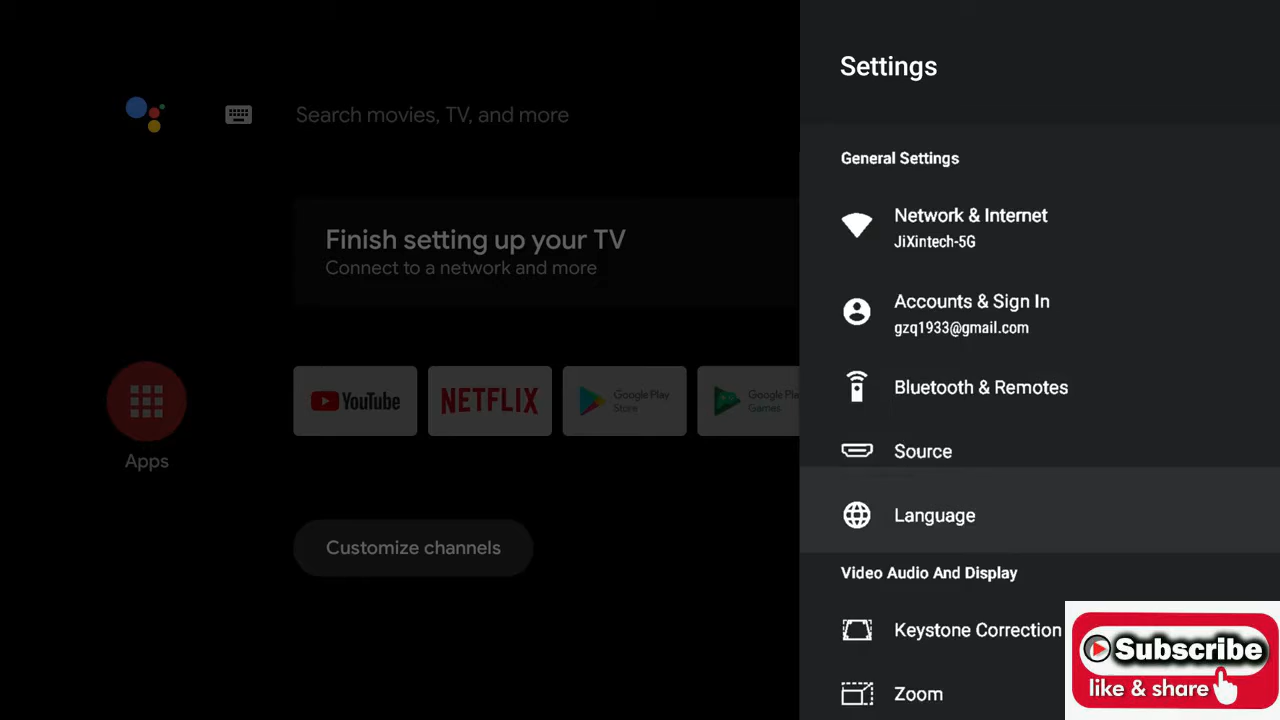 Search movies, TV, and more
Finish setting up your TV
Connect to a network and more
YouTube
NETFLIX
Google Play
Store
Google Pla
Games
Apps
Customize channels
Settings
General Settings
Network & Internet
JiXintech-5G
Accounts & Sign In
gzq1933@gmail.com
Bluetooth & Remotes
Source
Language
Video Audio And Display
Keystone Correction
Zoom
Subscribe
like & share